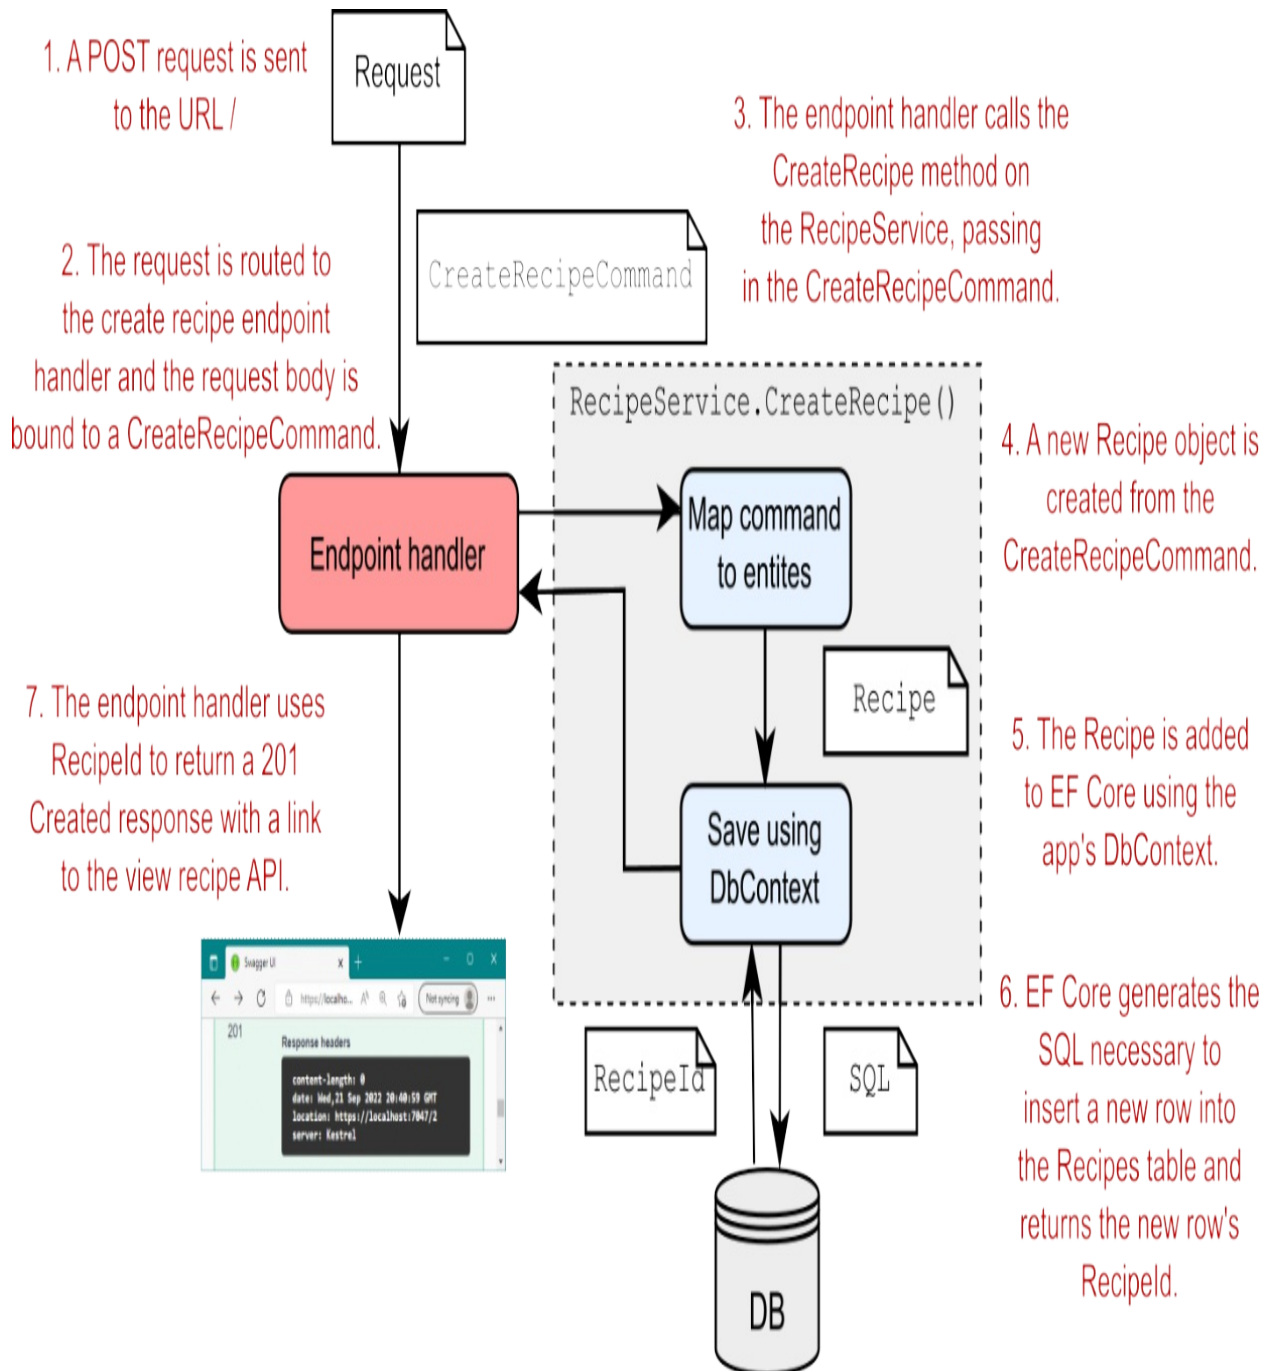 1. A POST request is sent
to the URL /
Request
3. The endpoint handler calls the
CreateRecipe method on
the RecipeService, passing
in the CreateRecipeCommand.
CreateRecipeCommand
2. The request is routed to
the create recipe endpoint
handler and the request body is
bound to a CreateRecipeCommand.
RecipeService.CreateRecipe()
Endpoint handler
Map command
to entites
4. A new Recipe object is
created from the
CreateRecipeCommand.
Recipe
5. The Recipe is added
to EF Core using the
app's DbContext.
Save using
DbContext
7. The endpoint handler uses
RecipeId to return a 201
Created response with a link
to the view recipe API.
Swagger UI
https://localho...
Not syncing
201
Response headers
content-length: 0
date: Wed,21 Sep 2022 20:40:59 GMT
location: https://localhost:7047/2
server: Kestrel
RecipeId
SQL
6. EF Core generates the
SQL necessary to
insert a new row into
the Recipes table and
returns the new row's
RecipeId.
DB